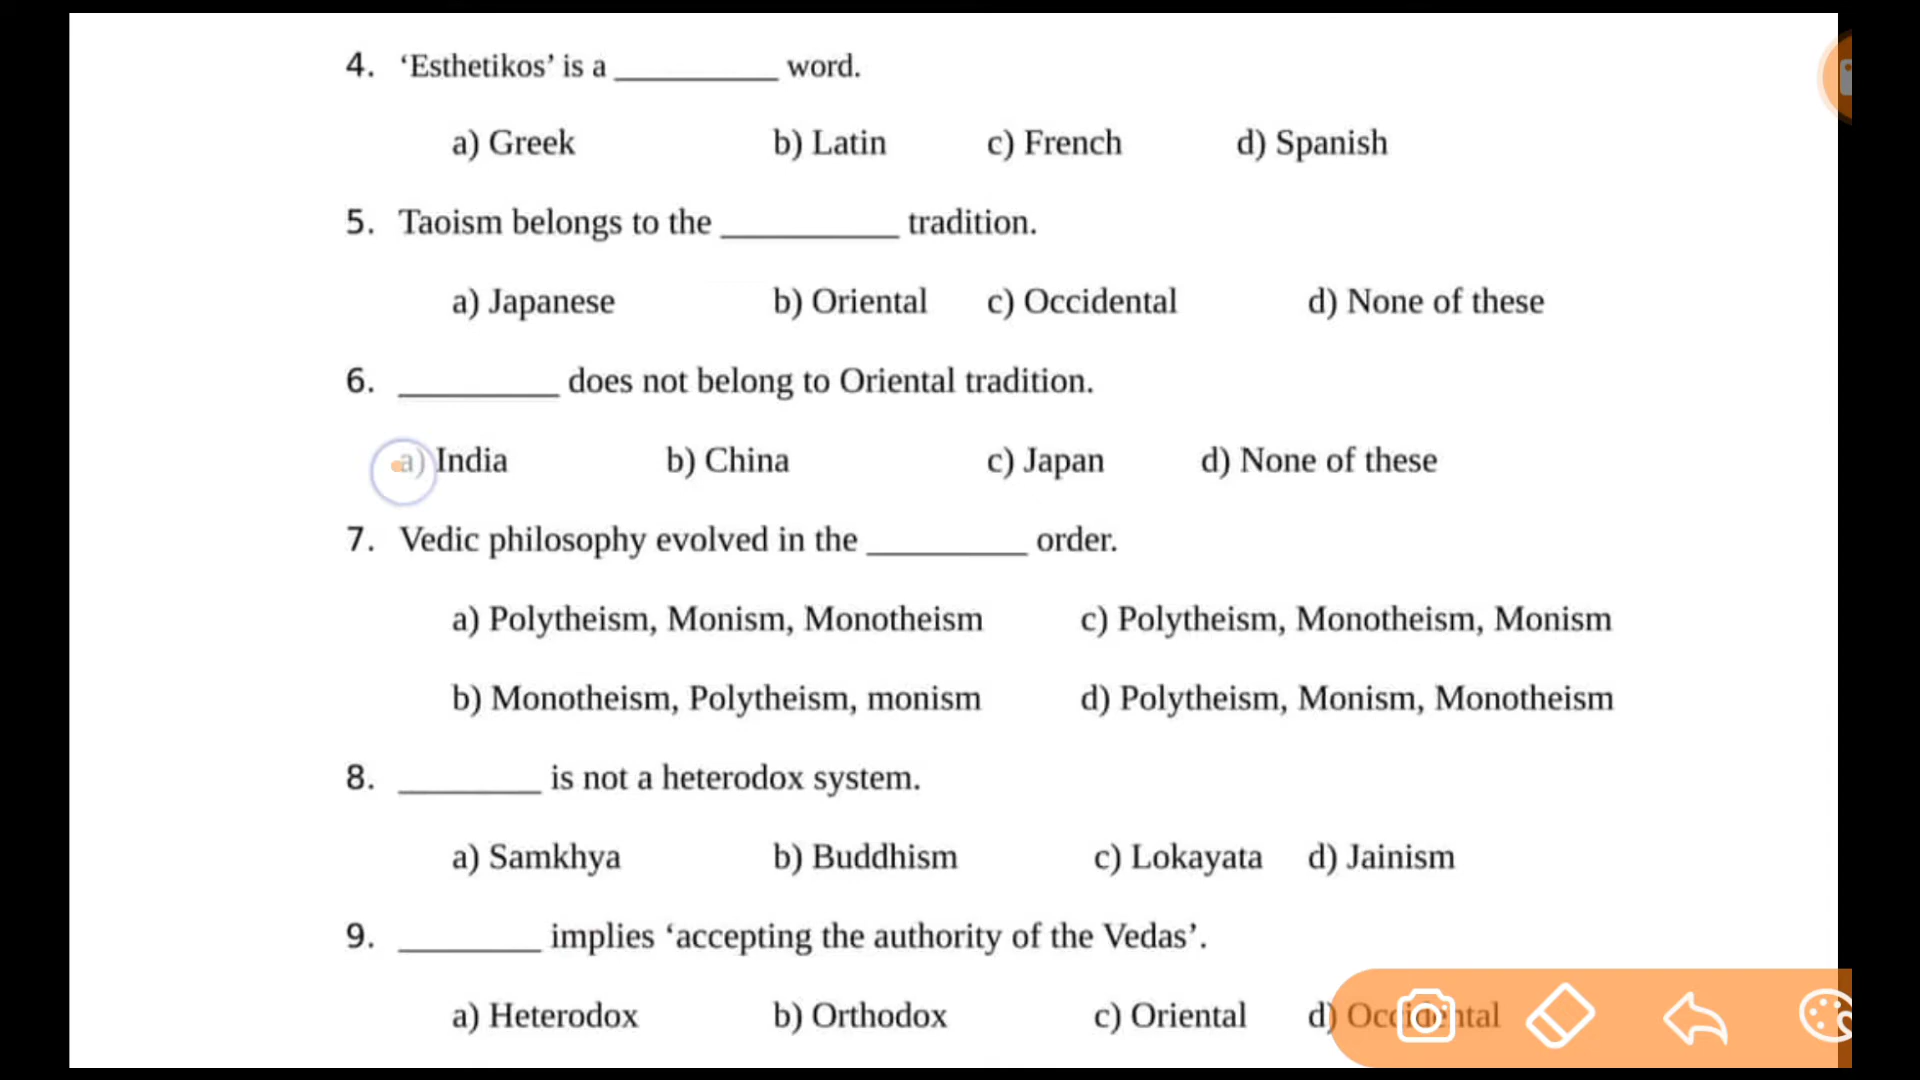 4. ‘Esthetikos’ is a __________ word.
a) Greek b) Latin c) French d) Spanish
5. Taoism belongs to the __________ tradition.
a) Japanese b) Oriental c) Occidental d) None of these
6. __________ does not belong to Oriental tradition.
a) India b) China c) Japan d) None of these
7. Vedic philosophy evolved in the __________ order.
a) Polytheism, Monism, Monotheism c) Polytheism, Monotheism, Monism
b) Monotheism, Polytheism, monism d) Polytheism, Monism, Monotheism
8. __________ is not a heterodox system.
a) Samkhya b) Buddhism c) Lokayata d) Jainism
9. __________ implies ‘accepting the authority of the Vedas’.
a) Heterodox b) Orthodox c) Oriental d) Occidental